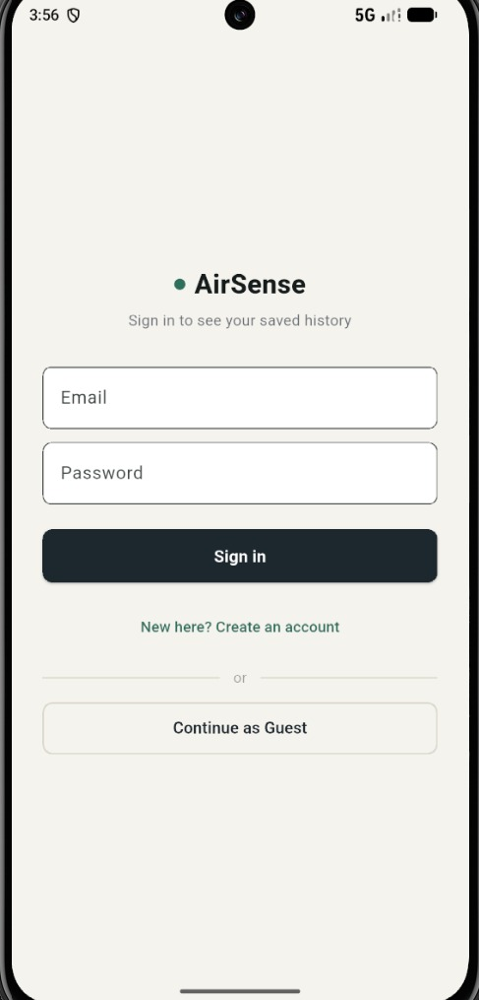 3:56 5G
AirSense
Sign in to see your saved history
Email
Password
Sign in
New here? Create an account
or
Continue as Guest